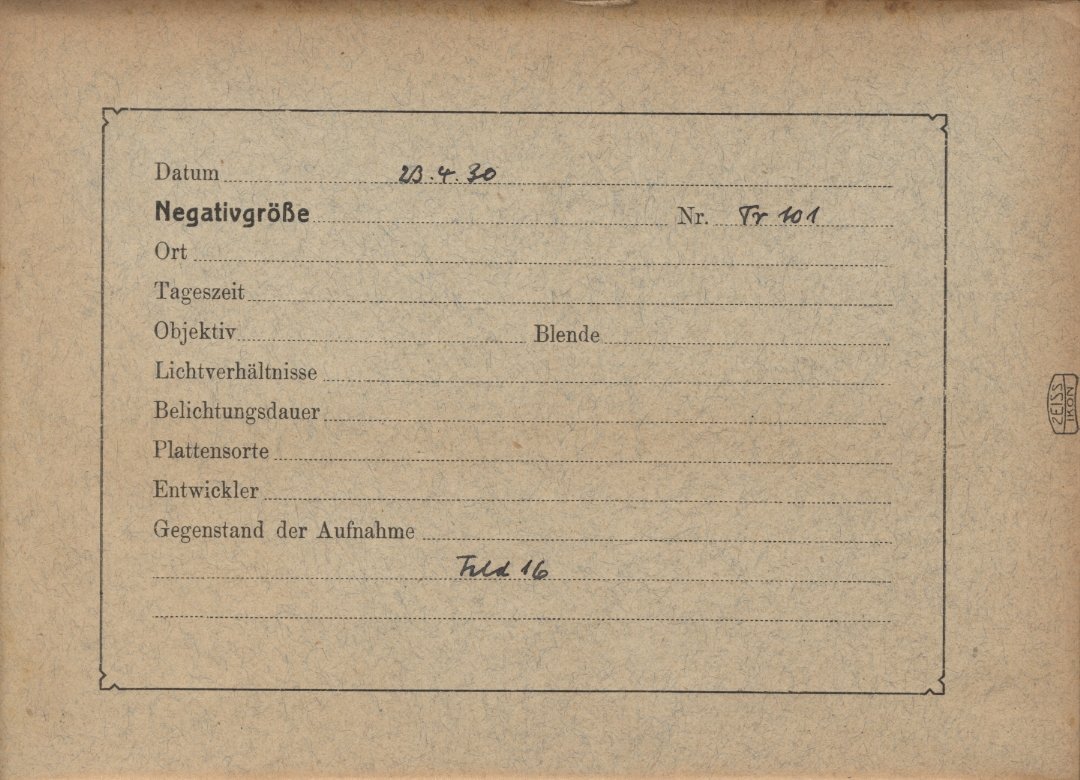 Datum 23.4.30
Negativgröße Nr. Tr 101
Ort
Tageszeit
Objektiv Blende
Lichtverhältnisse
Belichtungsdauer
Plattensorte
Entwickler
Gegenstand der Aufnahme
Feld 16
ZEISS
IKON